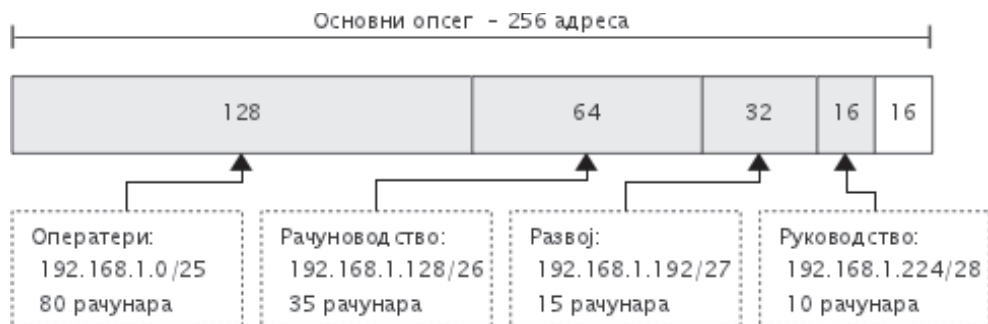 Основни опсег - 256 адреса
128
64
32
16
16
Оператери:
192.168.1.0/25
80 рачунара
Рачуноводство:
192.168.1.128/26
35 рачунара
Развој:
192.168.1.192/27
15 рачунара
Руководство:
192.168.1.224/28
10 рачунара